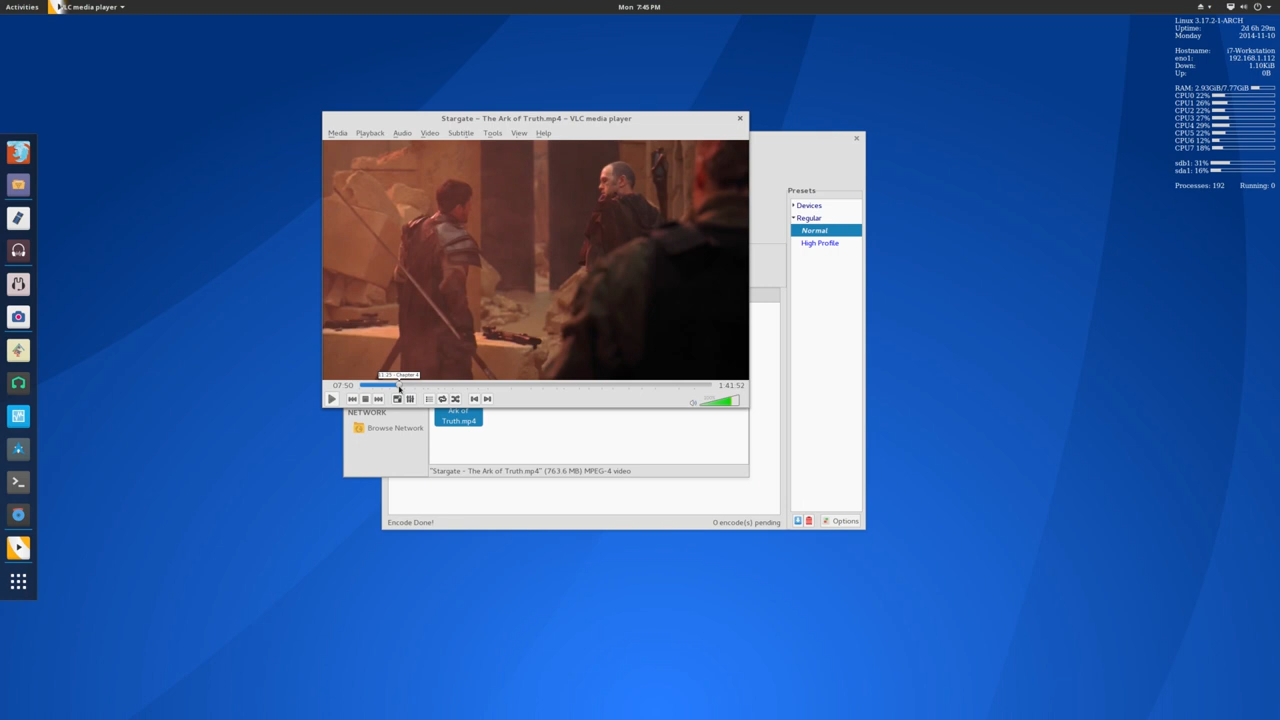 Activities
VLC media player
Mon 7:45 PM
Linux 3.17.2-1-ARCH
Uptime: 2d 6h 29m
Monday 2014-11-10
Hostname: i7-Workstation
eno1: 192.168.1.112
Down: 1.10KiB
Up: 0B
RAM: 2.93GiB/7.77GiB
CPU0 22%
CPU1 26%
CPU2 22%
CPU3 27%
CPU4 29%
CPU5 22%
CPU6 12%
CPU7 18%
sdb1: 31%
sda1: 16%
Processes: 192 Running: 0
Stargate – The Ark of Truth.mp4 – VLC media player
Media Playback Audio Video Subtitle Tools View Help
11:25 - Chapter 4
07:50
1:41:52
NETWORK
Browse Network
Ark of
Truth.mp4
"Stargate - The Ark of Truth.mp4" (763.6 MB) MPEG-4 video
Presets
Devices
Regular
Normal
High Profile
Options
Encode Done!
0 encode(s) pending